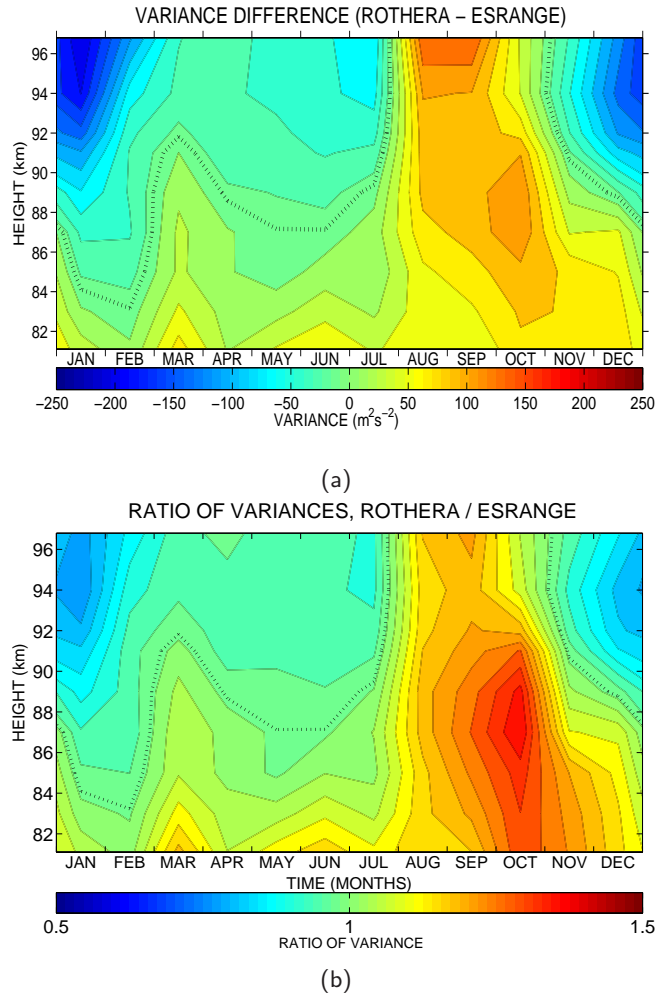 VARIANCE DIFFERENCE (ROTHERA − ESRANGE)
96
94
92
90
88
86
84
82
HEIGHT (km)
JAN FEB MAR APR MAY JUN JUL AUG SEP OCT NOV DEC
−250 −200 −150 −100 −50 0 50 100 150 200 250
VARIANCE (m²s⁻²)
(a)
RATIO OF VARIANCES, ROTHERA / ESRANGE
96
94
92
90
88
86
84
82
HEIGHT (km)
JAN FEB MAR APR MAY JUN JUL AUG SEP OCT NOV DEC
TIME (MONTHS)
0.5 1 1.5
RATIO OF VARIANCE
(b)